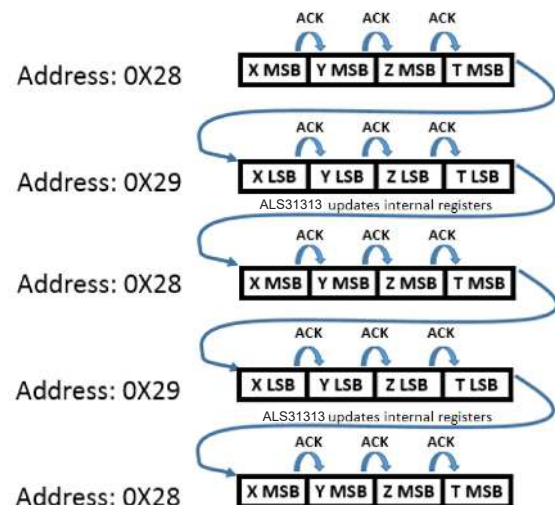 ACK ACK ACK
Address: 0X28 X MSB Y MSB Z MSB T MSB
ACK ACK ACK
Address: 0X29 X LSB Y LSB Z LSB T LSB
ALS31313 updates internal registers
ACK ACK ACK
Address: 0X28 X MSB Y MSB Z MSB T MSB
ACK ACK ACK
Address: 0X29 X LSB Y LSB Z LSB T LSB
ALS31313 updates internal registers
ACK ACK ACK
Address: 0X28 X MSB Y MSB Z MSB T MSB